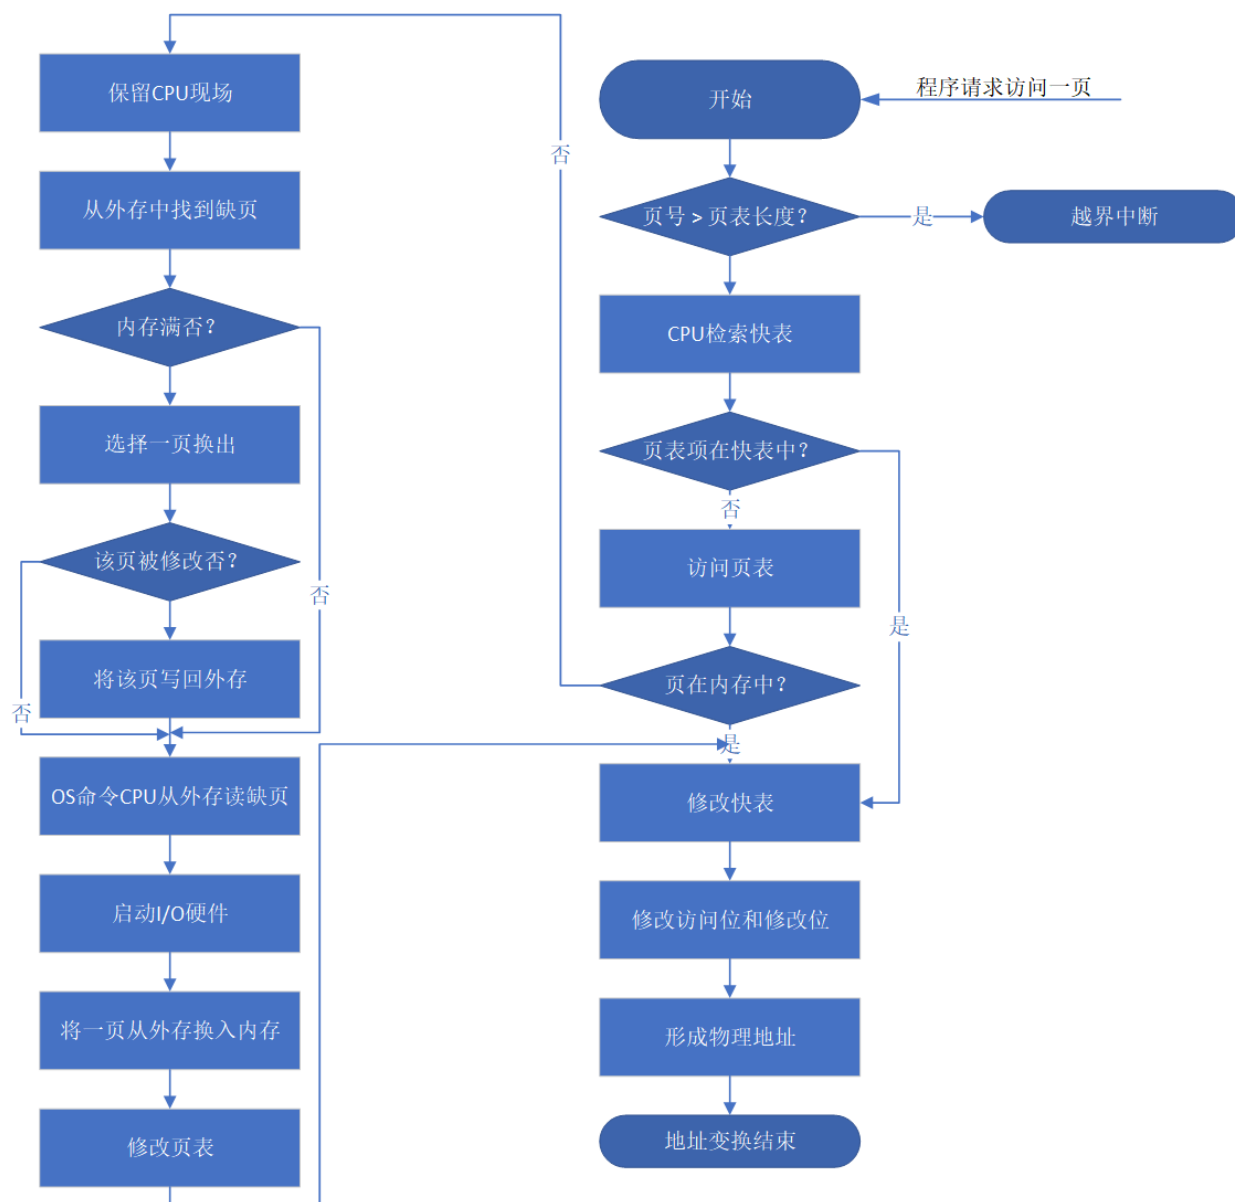 保留CPU现场
从外存中找到缺页
内存满否？
选择一页换出
该页被修改否？
否
将该页写回外存
否
OS命令CPU从外存读缺页
启动I/O硬件
将一页从外存换入内存
修改页表
程序请求访问一页
开始
否
页号 > 页表长度？
是
越界中断
CPU检索快表
页表项在快表中？
否
访问页表
是
页在内存中？
是
修改快表
修改访问位和修改位
形成物理地址
地址变换结束